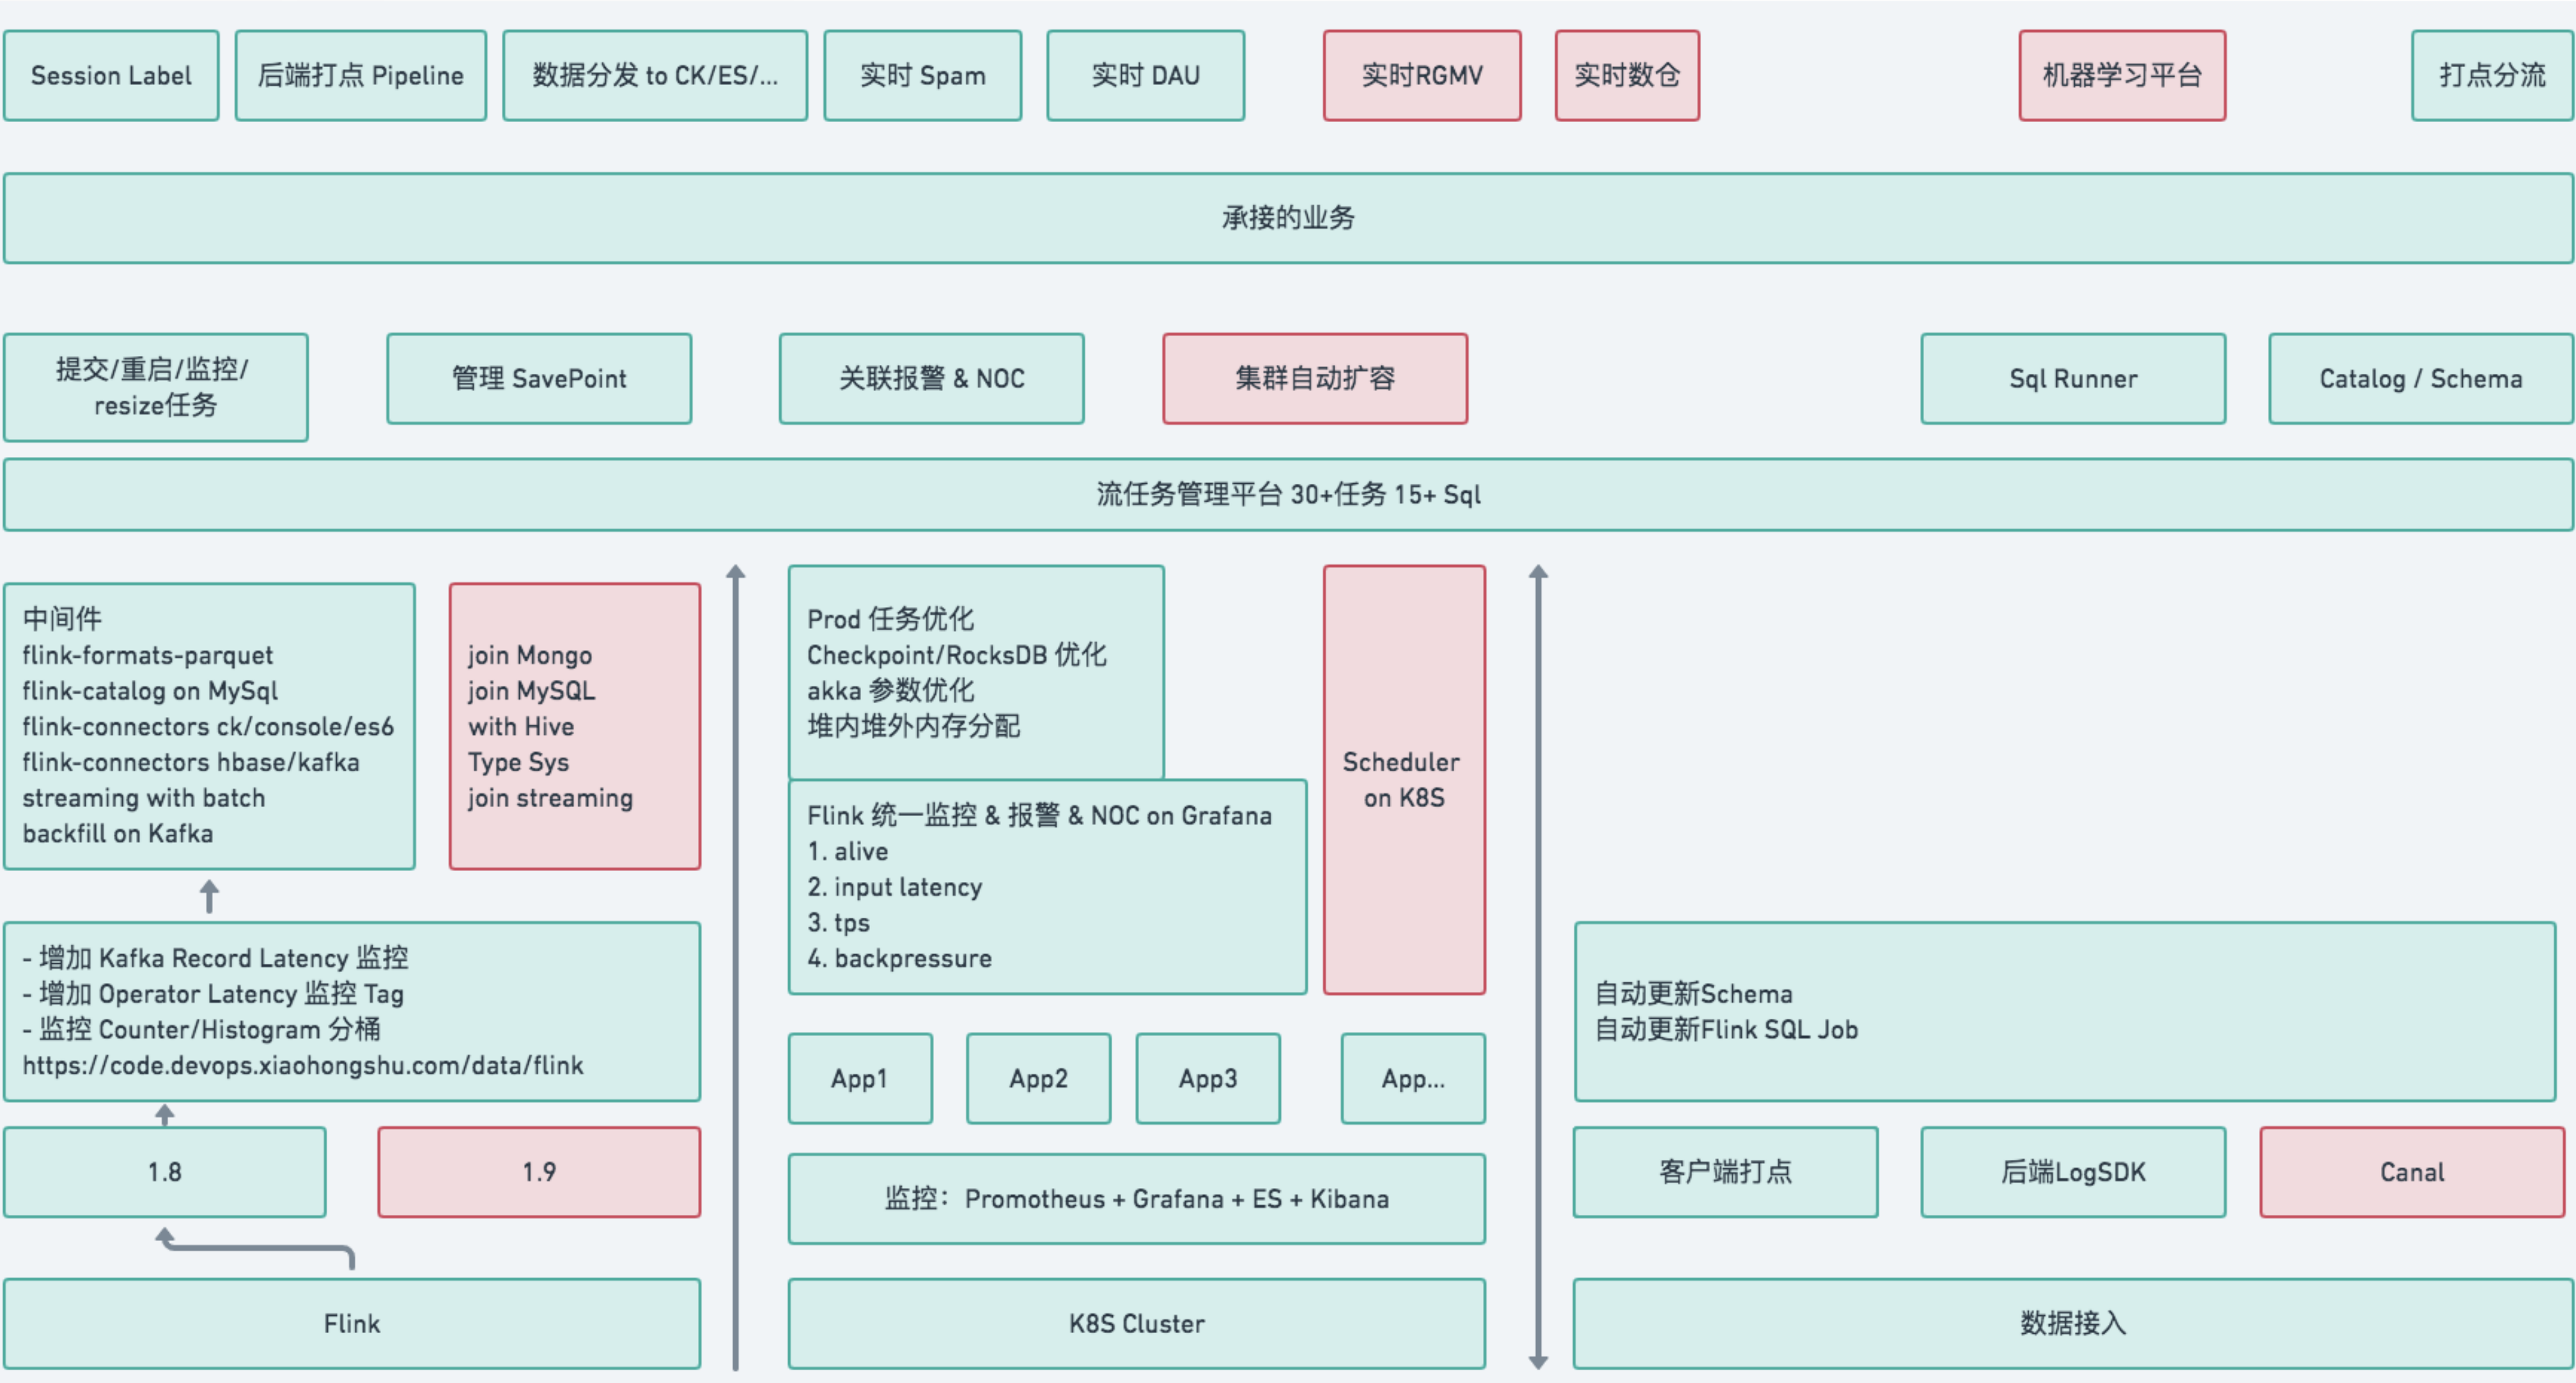 Session Label
后端打点 Pipeline
数据分发 to CK/ES/...
实时 Spam
实时 DAU
实时RGMV
实时数仓
机器学习平台
打点分流
承接的业务
提交/重启/监控/
resize任务
管理 SavePoint
关联报警 & NOC
集群自动扩容
Sql Runner
Catalog / Schema
流任务管理平台 30+任务 15+ Sql
中间件
flink-formats-parquet
flink-catalog on MySql
flink-connectors ck/console/es6
flink-connectors hbase/kafka
streaming with batch
backfill on Kafka
join Mongo
join MySQL
with Hive
Type Sys
join streaming
- 增加 Kafka Record Latency 监控
- 增加 Operator Latency 监控 Tag
- 监控 Counter/Histogram 分桶
https://code.devops.xiaohongshu.com/data/flink
1.8
1.9
Flink
Prod 任务优化
Checkpoint/RocksDB 优化
akka 参数优化
堆内堆外内存分配
Flink 统一监控 & 报警 & NOC on Grafana
1. alive
2. input latency
3. tps
4. backpressure
Scheduler
on K8S
App1
App2
App3
App...
监控：Promotheus + Grafana + ES + Kibana
K8S Cluster
自动更新Schema
自动更新Flink SQL Job
客户端打点
后端LogSDK
Canal
数据接入